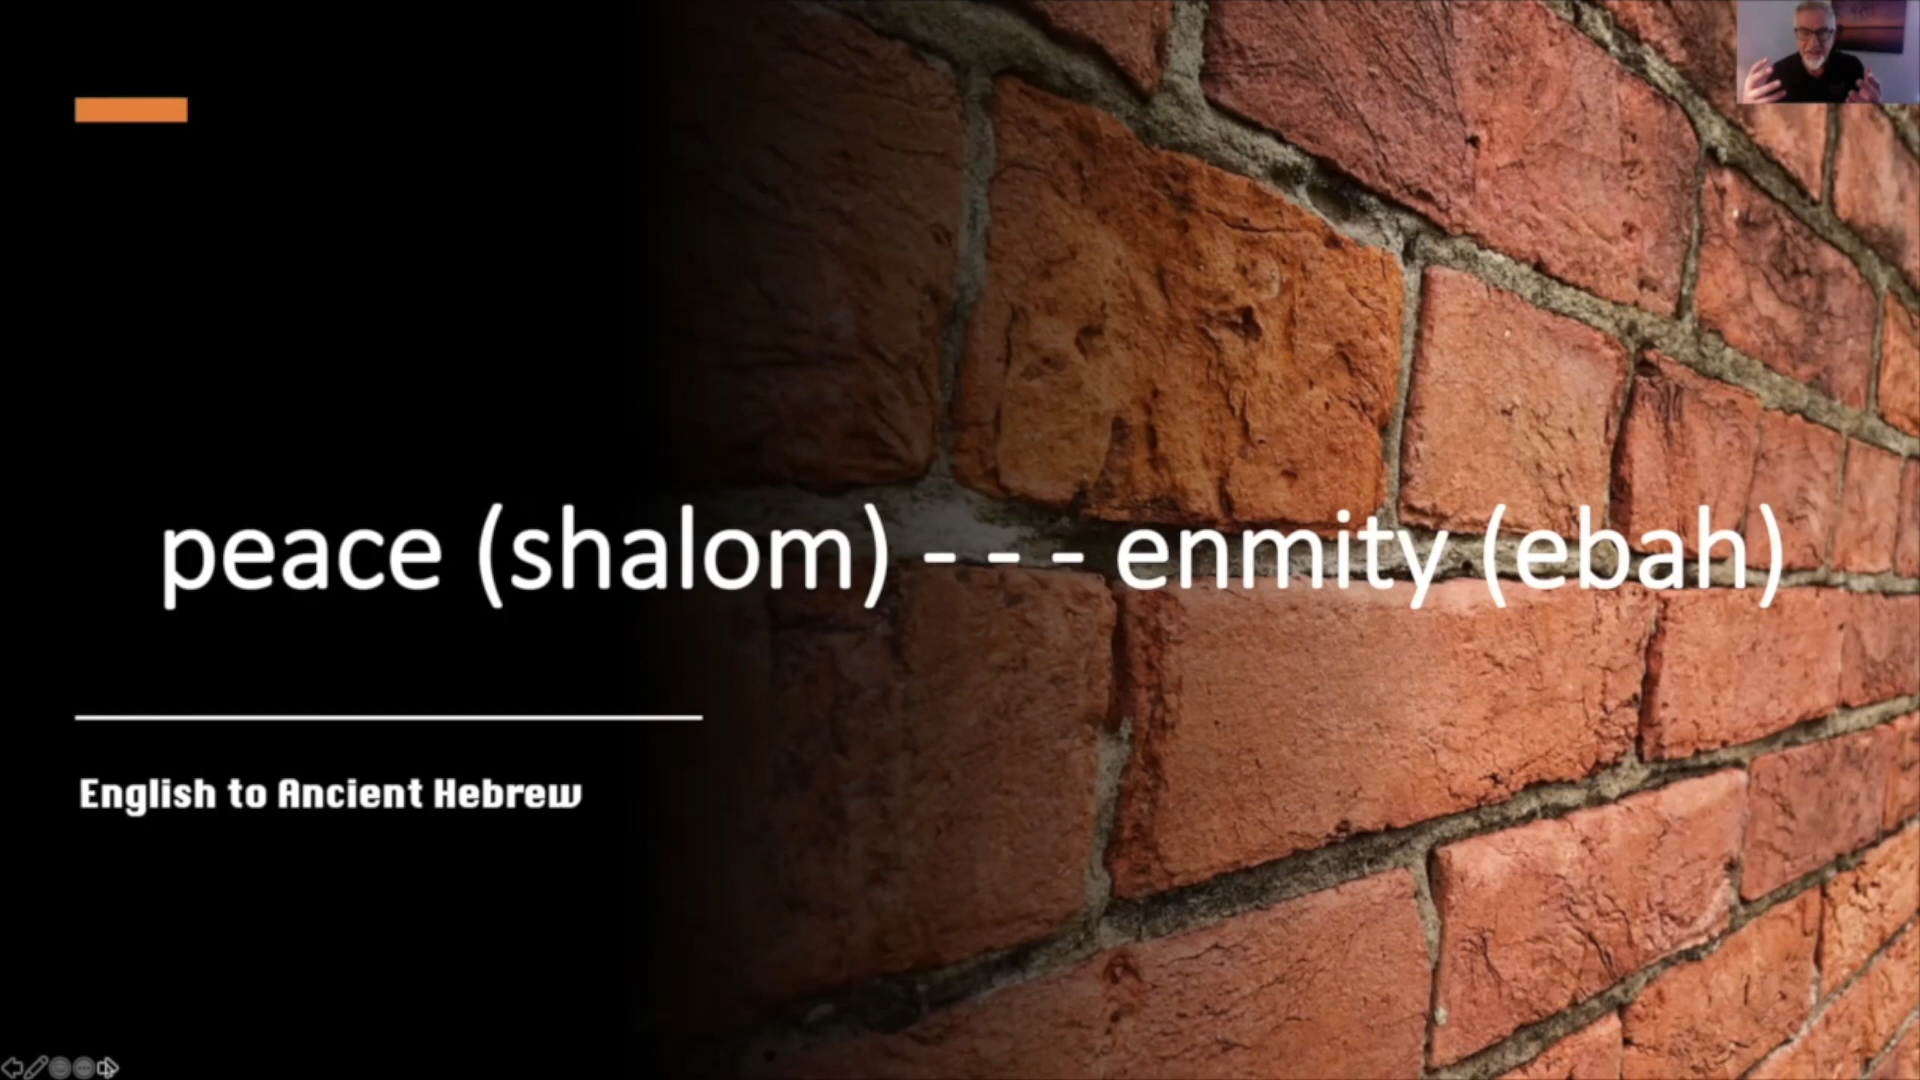 peace (shalom) - - - enmity (ebah)
English to Ancient Hebrew